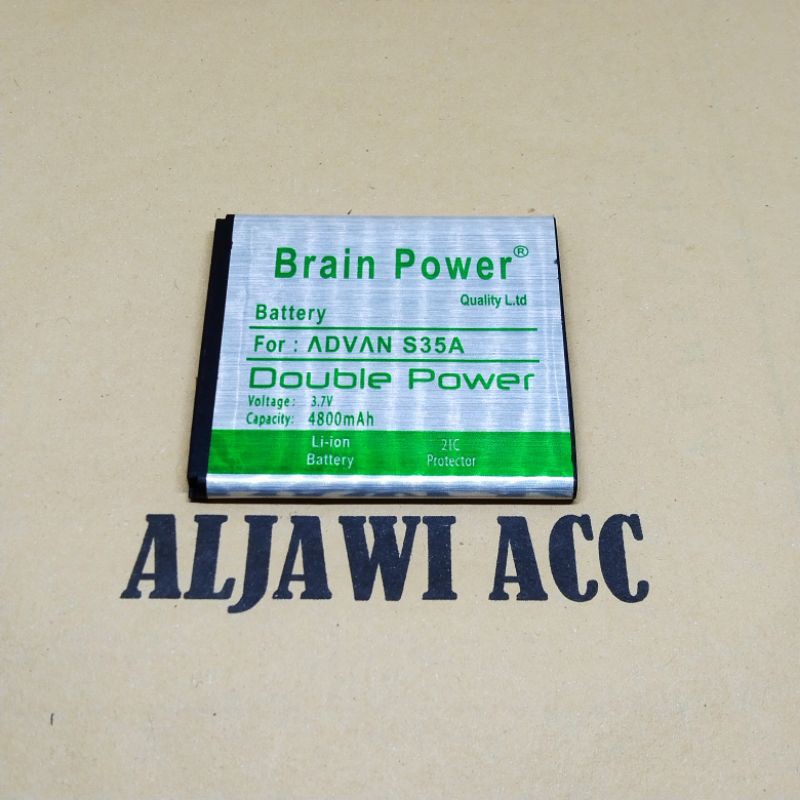 Brain Power®
Quality L.td
Battery
For : ADVAN S35A
Double Power
Voltage : 3.7V
Capacity: 4800mAh
Li-ion Battery
2IC Protector
ALJAWI ACC